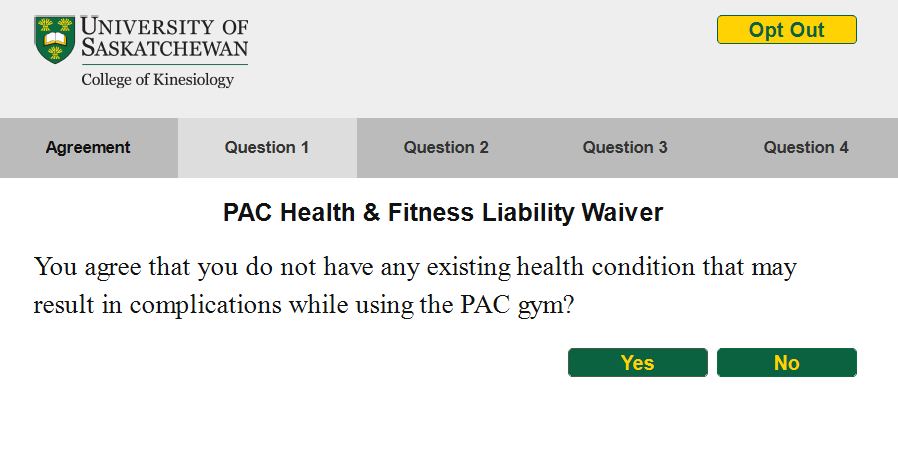 UNIVERSITY OF
SASKATCHEWAN
College of Kinesiology
Opt Out
Agreement
Question 1
Question 2
Question 3
Question 4
PAC Health & Fitness Liability Waiver
You agree that you do not have any existing health condition that may
result in complications while using the PAC gym?
Yes
No